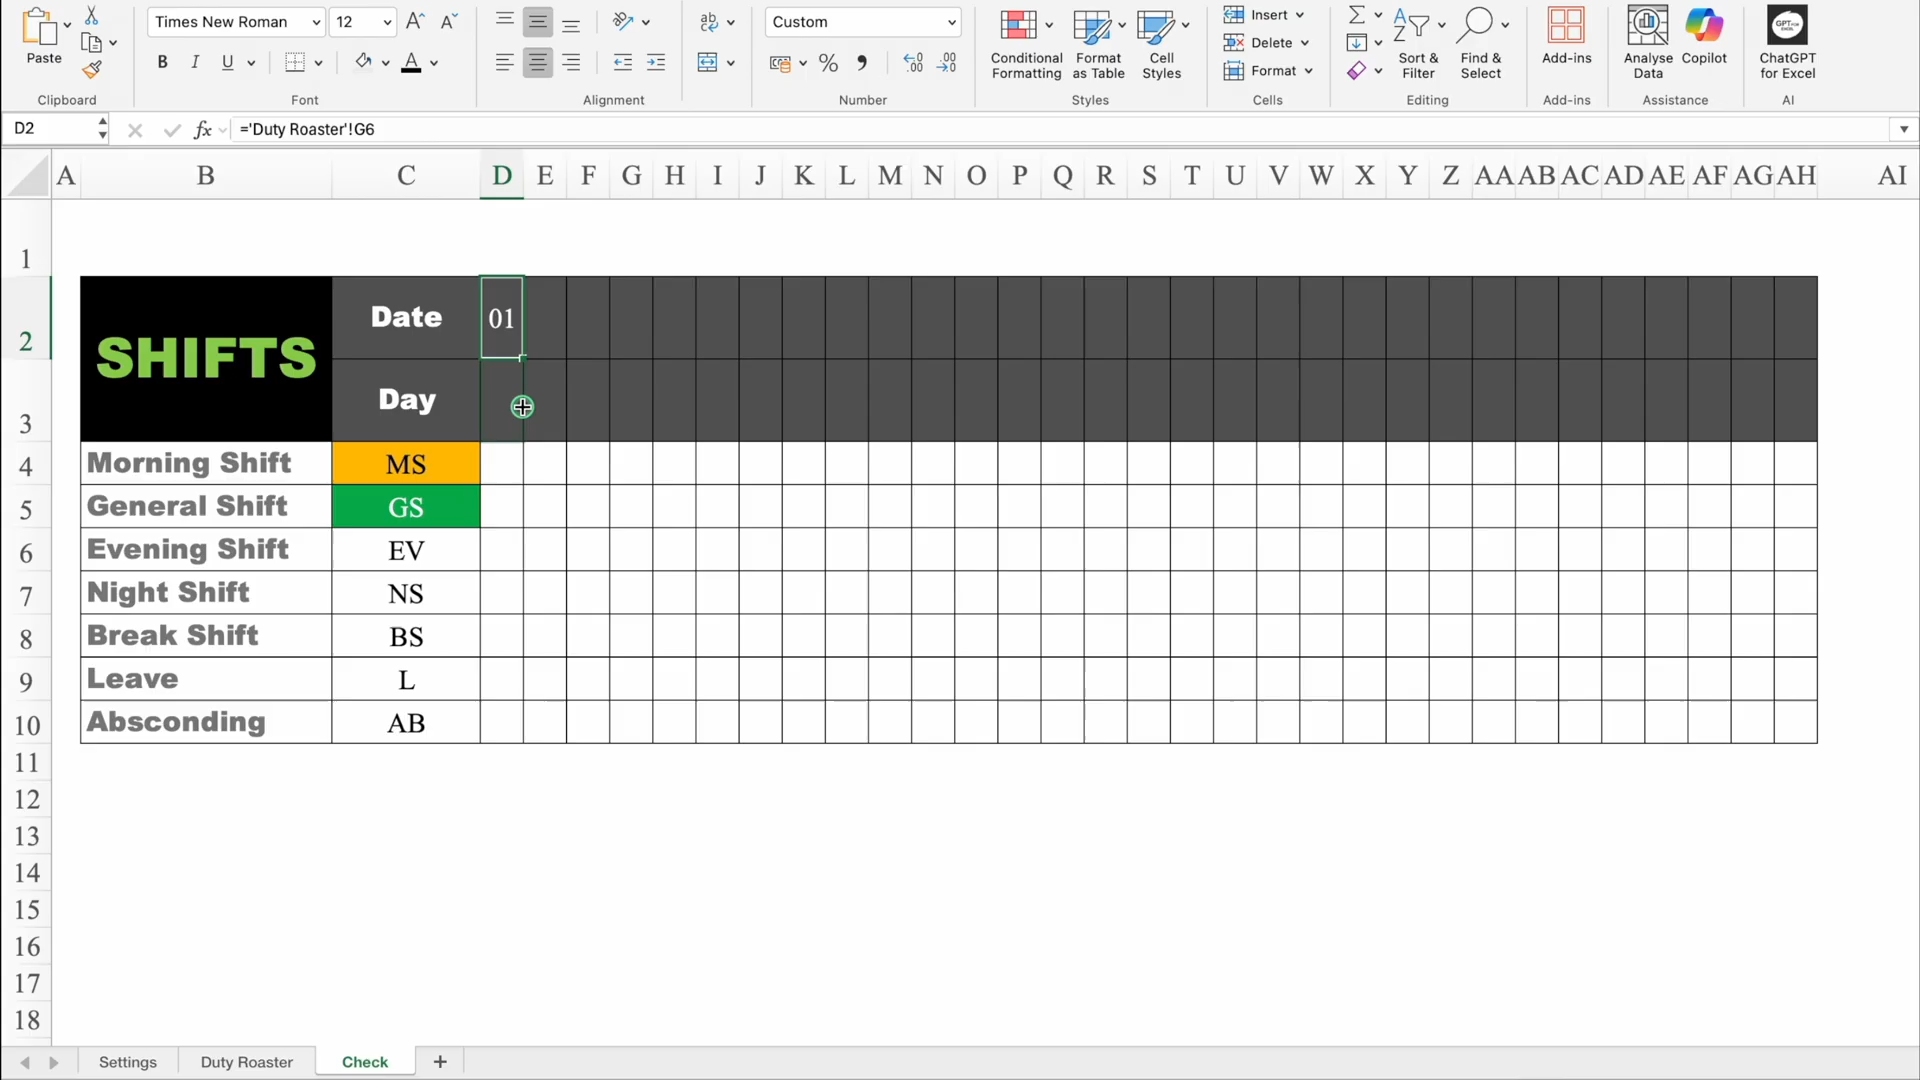 Times New Roman 12 Custom
Insert
Delete
Format
Paste
B I U
Conditional Formatting
Format as Table
Cell Styles
Sort & Filter
Find & Select
Add-ins
Analyse Data
Copilot
ChatGPT for Excel
Clipboard Font Alignment Number Styles Cells Editing Add-ins Assistance AI
D2 fx ='Duty Roaster'!G6
A B C D E F G H I J K L M N O P Q R S T U V W X Y Z AA AB AC AD AE AF AG AH AI
1
2 SHIFTS Date 01
3 Day
4 Morning Shift MS
5 General Shift GS
6 Evening Shift EV
7 Night Shift NS
8 Break Shift BS
9 Leave L
10 Absconding AB
11
12
13
14
15
16
17
18
Settings Duty Roaster Check +